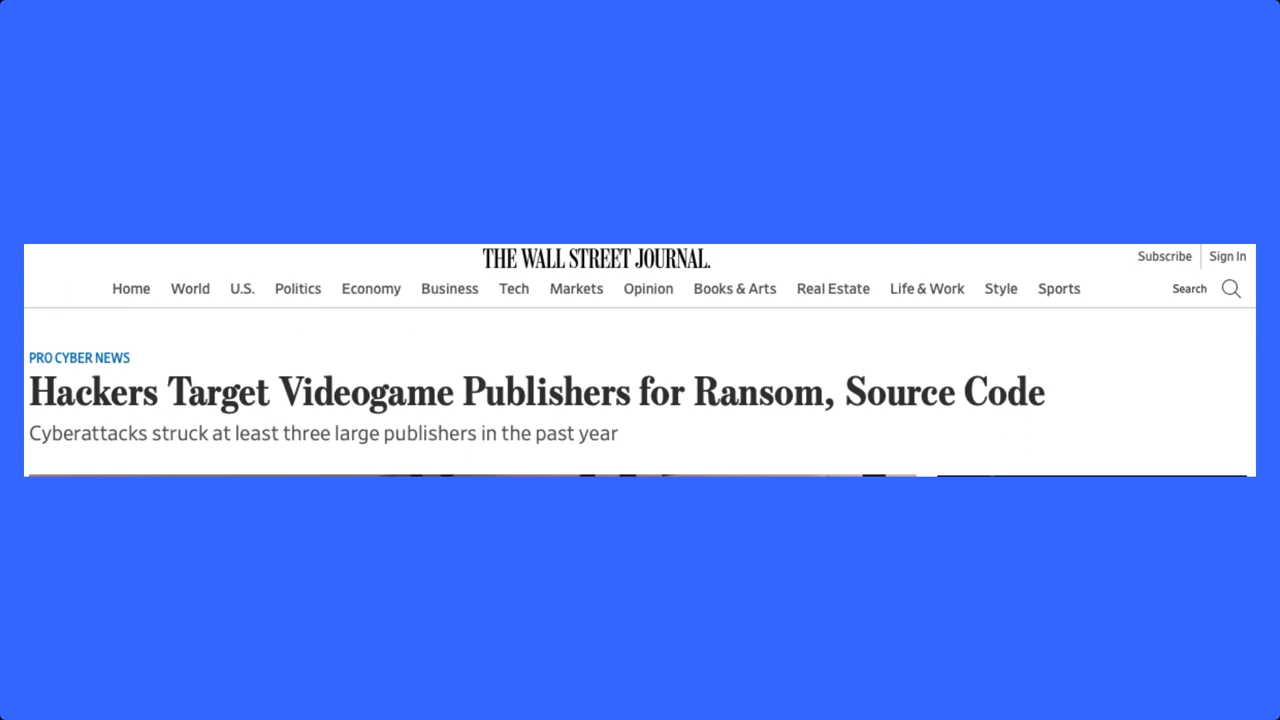 THE WALL STREET JOURNAL.
Subscribe Sign In
Home World U.S. Politics Economy Business Tech Markets Opinion Books & Arts Real Estate Life & Work Style Sports Search
PRO CYBER NEWS
Hackers Target Videogame Publishers for Ransom, Source Code
Cyberattacks struck at least three large publishers in the past year